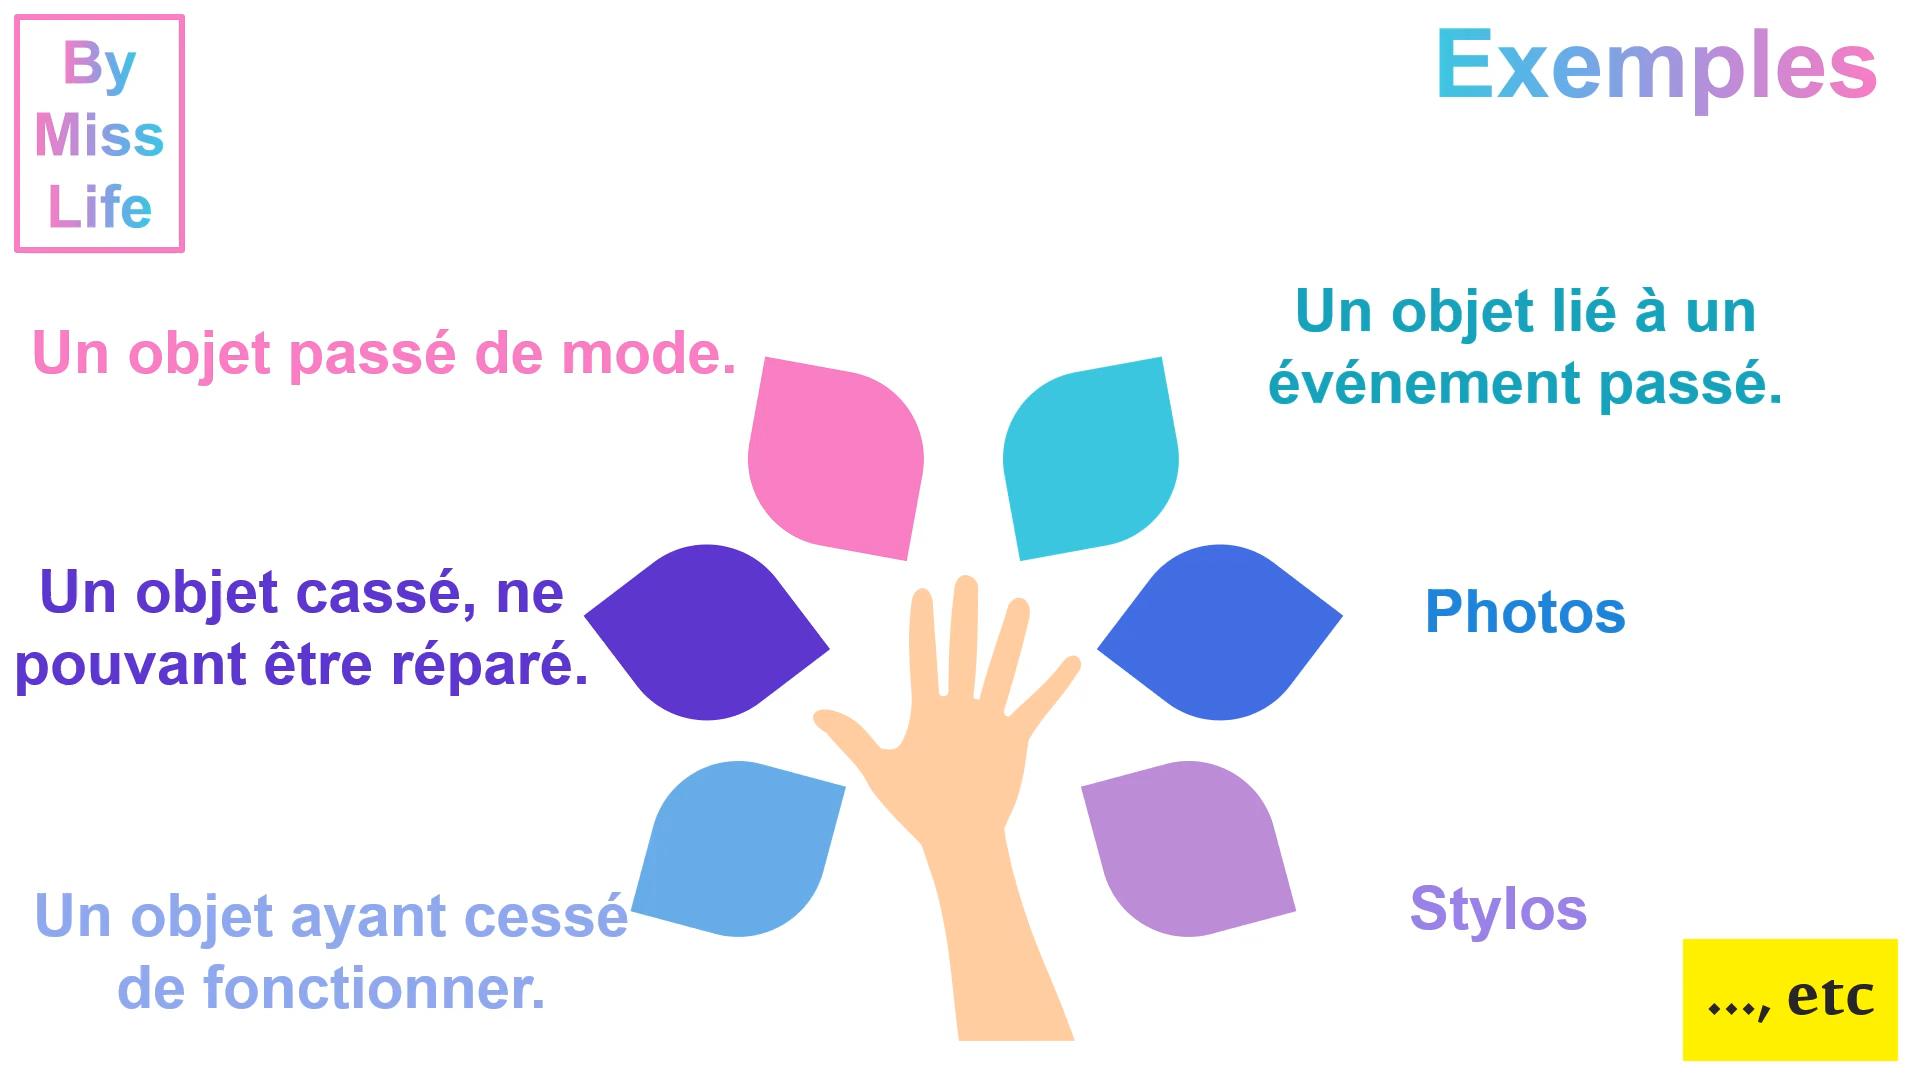 By
Miss
Life
Exemples
Un objet passé de mode.
Un objet lié à un
événement passé.
Un objet cassé, ne
pouvant être réparé.
Photos
Un objet ayant cessé
de fonctionner.
Stylos
..., etc